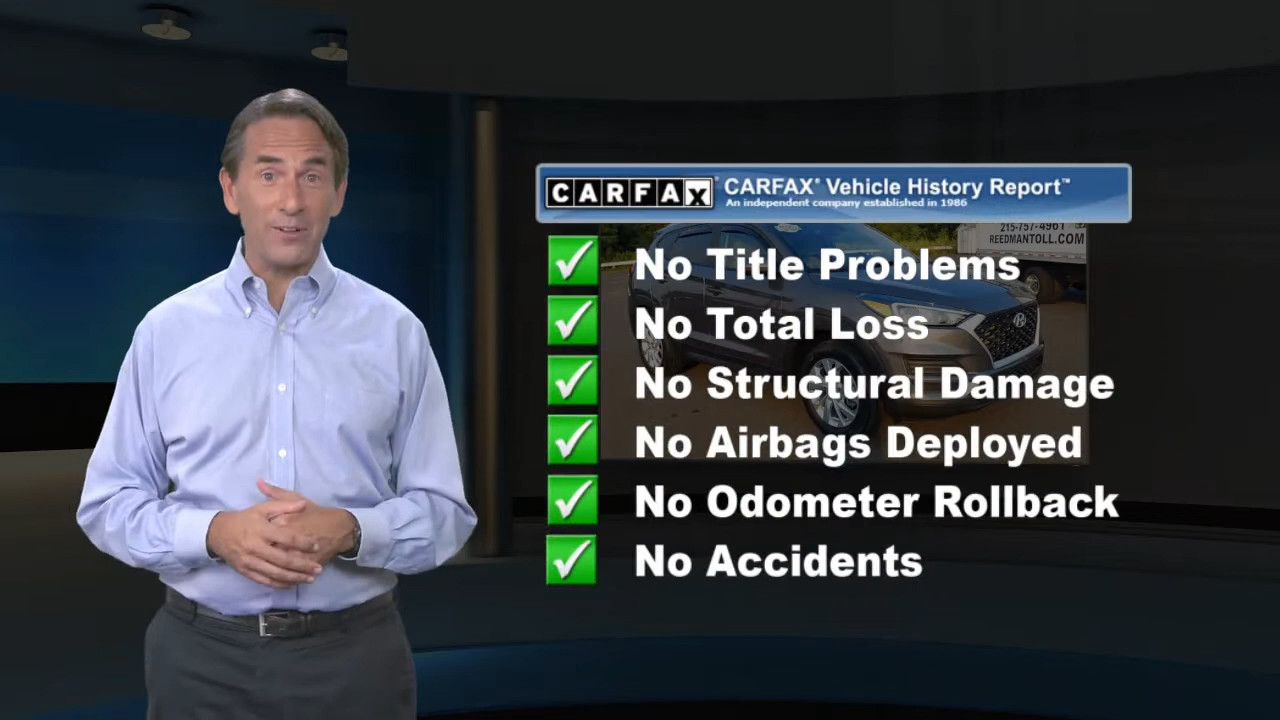 CARFAX® CARFAX® Vehicle History Report™
An independent company established in 1986
215-757-4961
REEDMANTOLL.COM
No Title Problems
No Total Loss
No Structural Damage
No Airbags Deployed
No Odometer Rollback
No Accidents